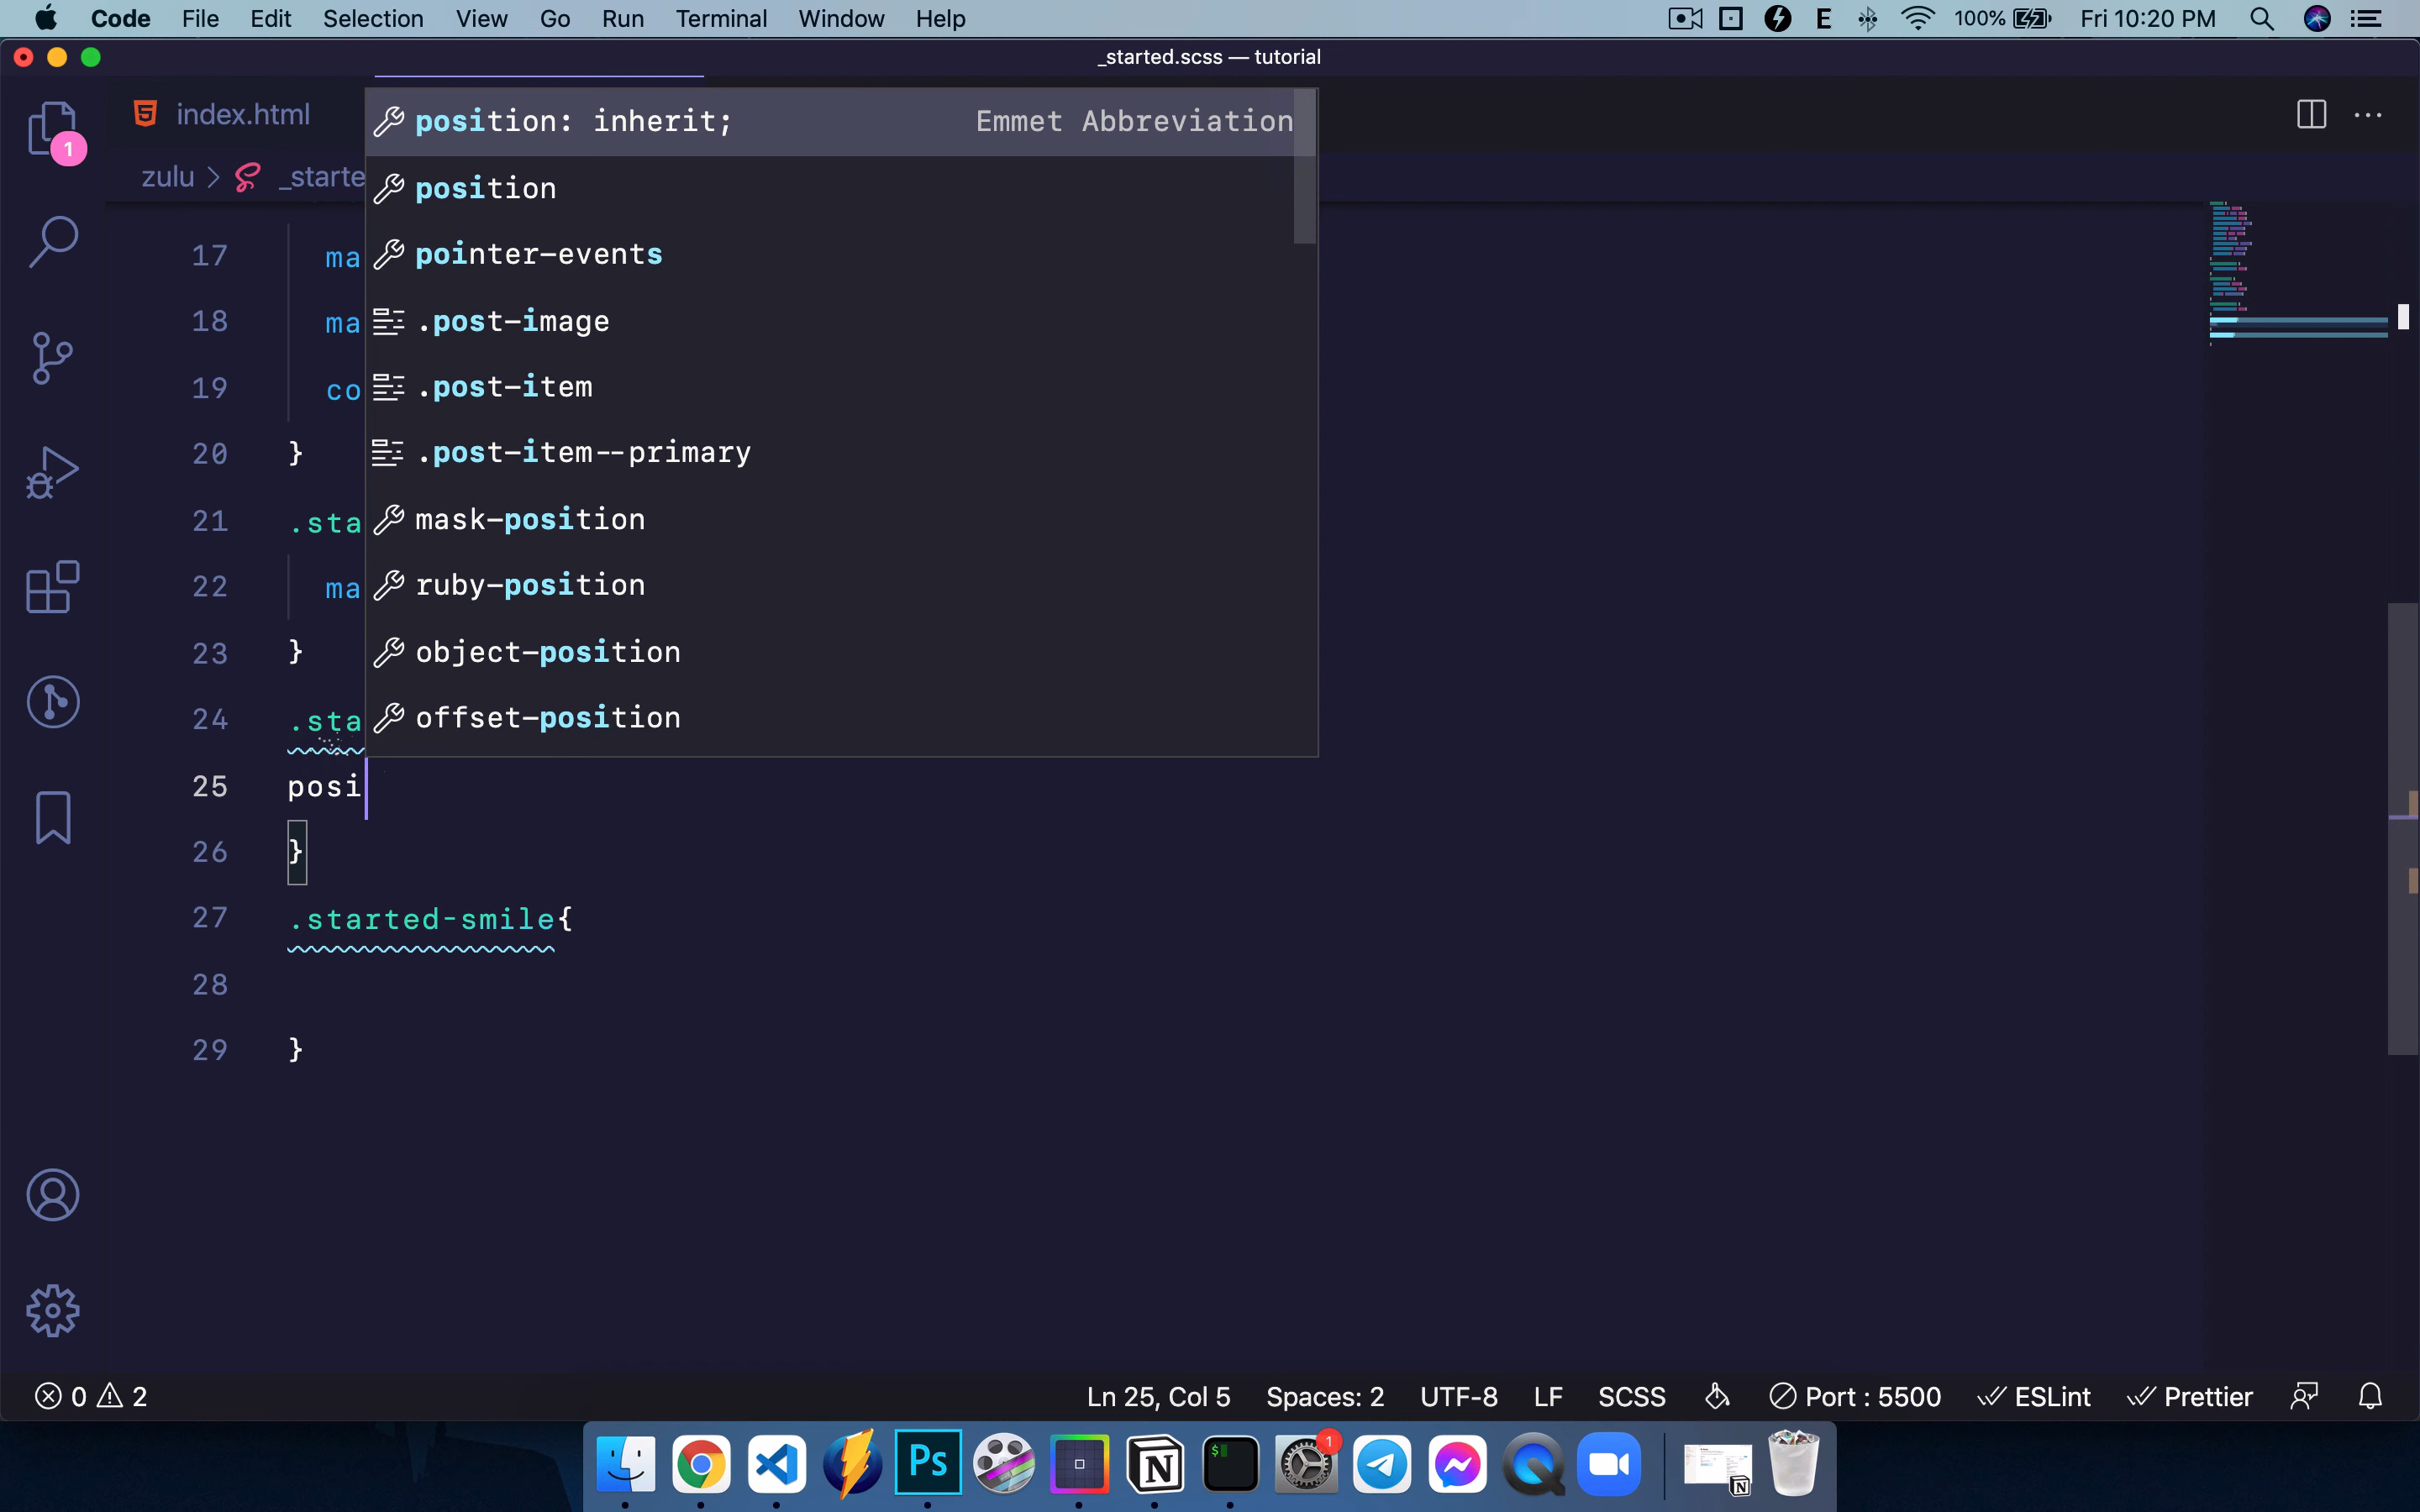 Code File Edit Selection View Go Run Terminal Window Help E 100% Fri 10:20 PM
_started.scss — tutorial
index.html
1
zulu > _starte
position: inherit; Emmet Abbreviation
position
pointer-events
.post-image
.post-item
.post-item--primary
mask-position
ruby-position
object-position
offset-position
17 ma
18 ma
19 co
20 }
21 .sta
22 ma
23 }
24 .sta
25 posi
26 }
27 .started-smile{
28
29 }
0 2 Ln 25, Col 5 Spaces: 2 UTF-8 LF SCSS Port : 5500 ESLint Prettier
Ps N $ 1